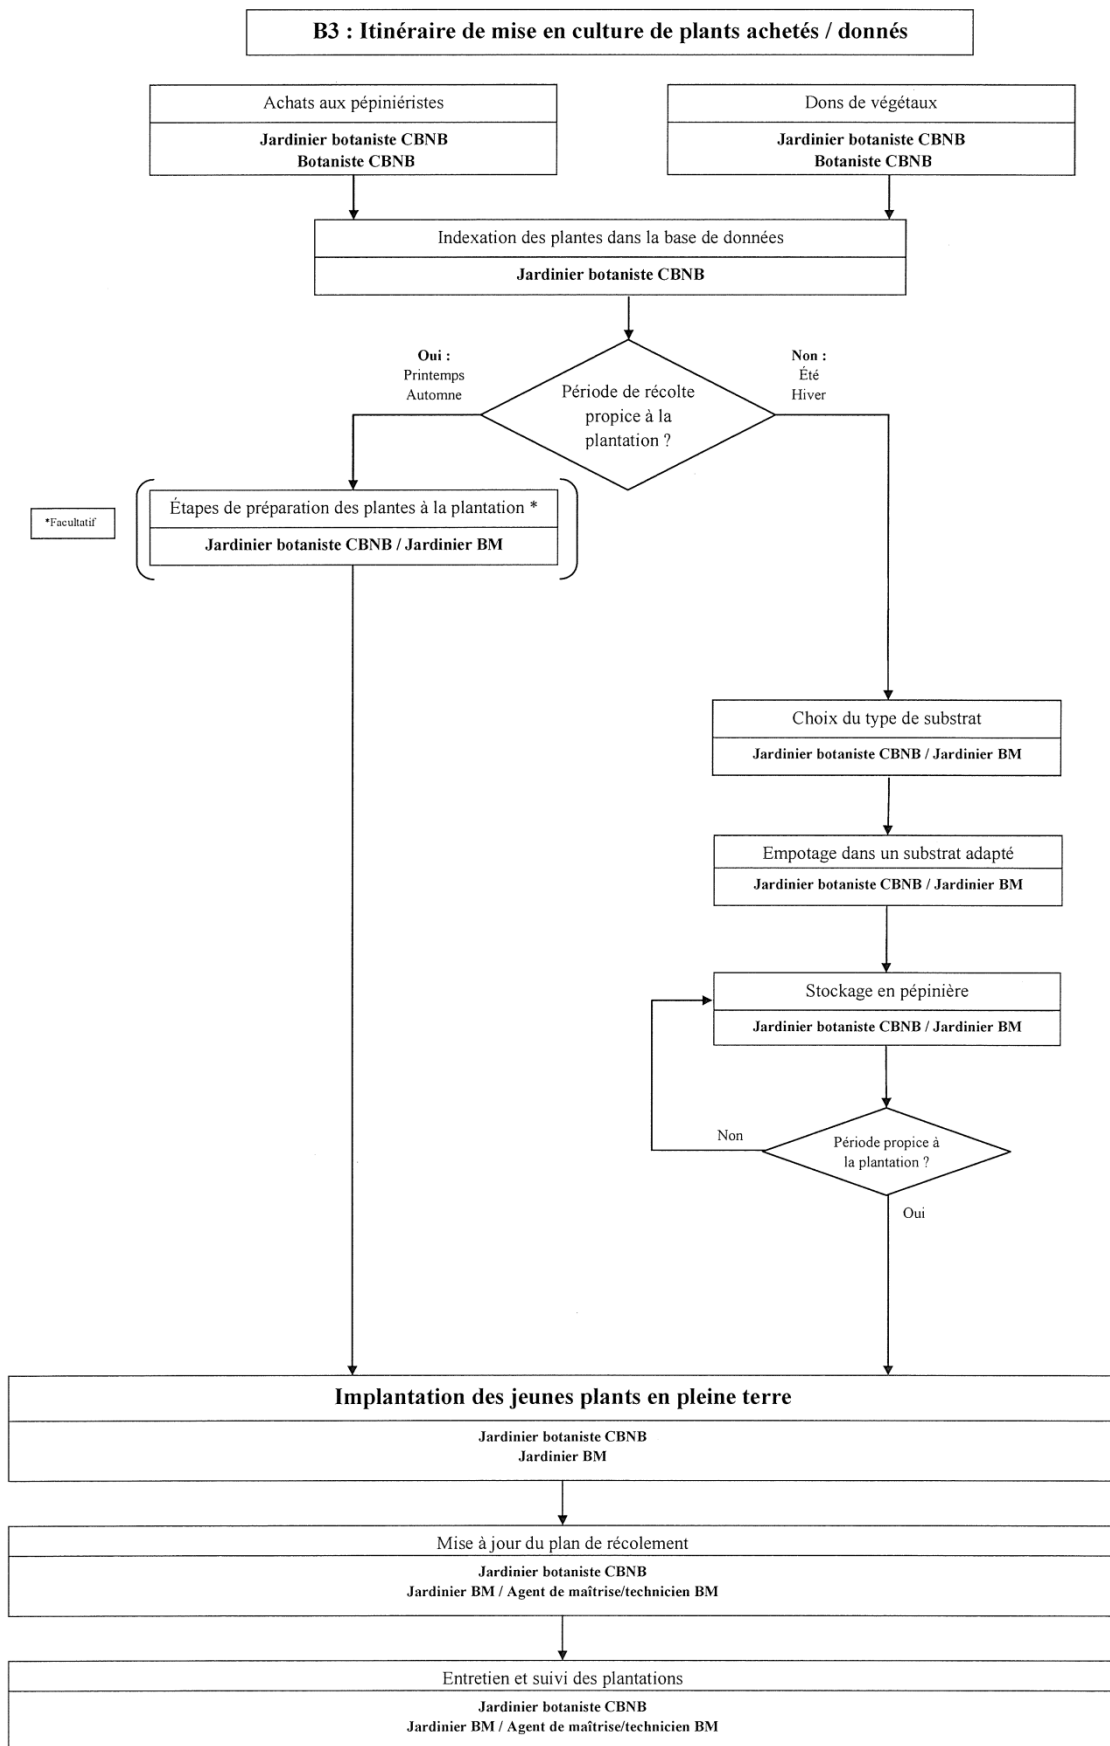 B3 : Itinéraire de mise en culture de plants achetés / donnés
Achats aux pépiniéristes
Jardinier botaniste CBNB
Botaniste CBNB
Dons de végétaux
Jardinier botaniste CBNB
Botaniste CBNB
Indexation des plantes dans la base de données
Jardinier botaniste CBNB
Oui :
Printemps
Automne
Période de récolte
propice à la
plantation ?
Non :
Été
Hiver
*Facultatif
Étapes de préparation des plantes à la plantation *
Jardinier botaniste CBNB / Jardinier BM
Choix du type de substrat
Jardinier botaniste CBNB / Jardinier BM
Empotage dans un substrat adapté
Jardinier botaniste CBNB / Jardinier BM
Stockage en pépinière
Jardinier botaniste CBNB / Jardinier BM
Non
Période propice à
la plantation ?
Oui
Implantation des jeunes plants en pleine terre
Jardinier botaniste CBNB
Jardinier BM
Mise à jour du plan de récolement
Jardinier botaniste CBNB
Jardinier BM / Agent de maîtrise/technicien BM
Entretien et suivi des plantations
Jardinier botaniste CBNB
Jardinier BM / Agent de maîtrise/technicien BM